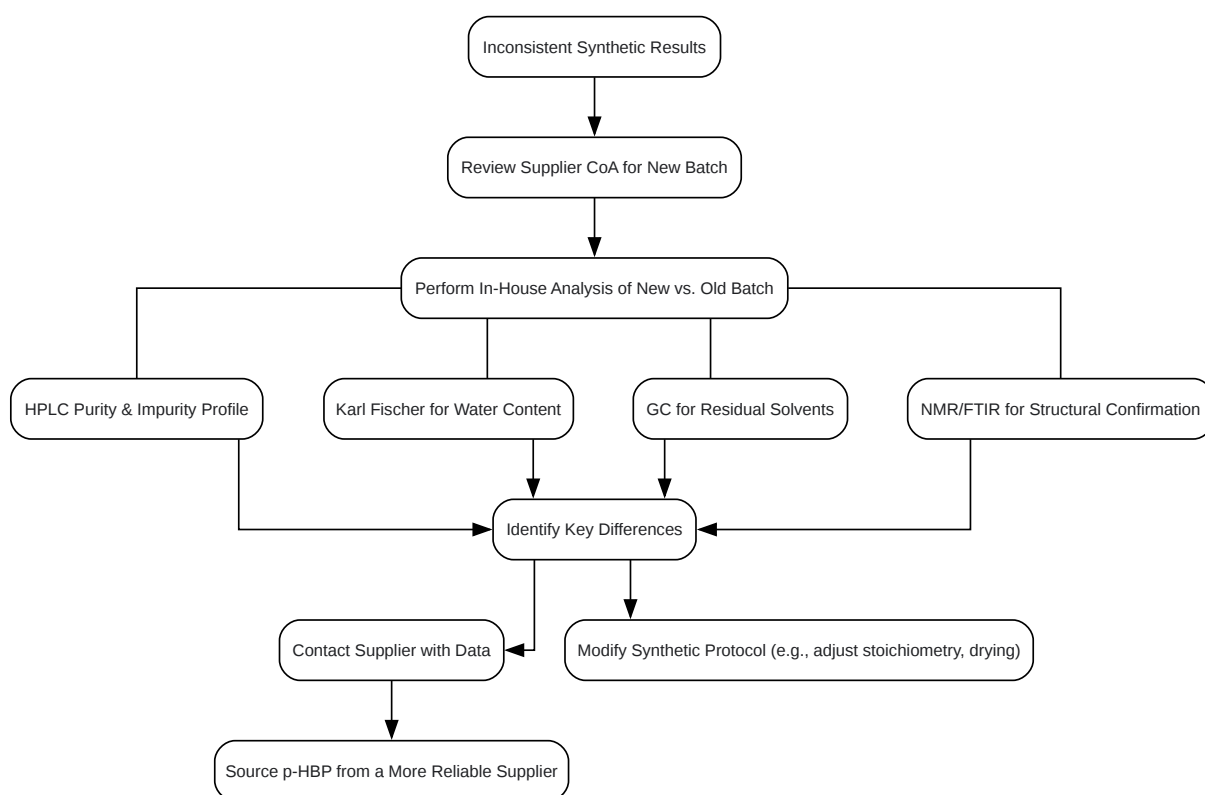 Inconsistent Synthetic Results
Review Supplier CoA for New Batch
Perform In-House Analysis of New vs. Old Batch
HPLC Purity & Impurity Profile
Karl Fischer for Water Content
GC for Residual Solvents
NMR/FTIR for Structural Confirmation
Identify Key Differences
Contact Supplier with Data
Modify Synthetic Protocol (e.g., adjust stoichiometry, drying)
Source p-HBP from a More Reliable Supplier